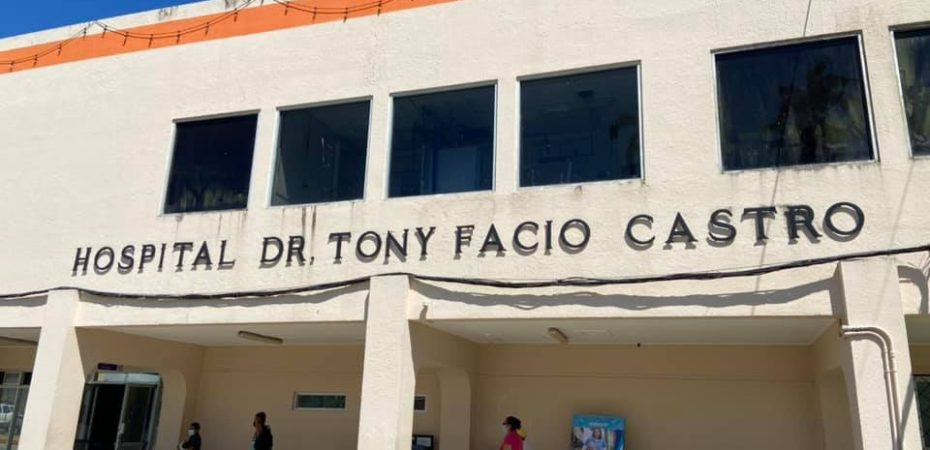 HOSPITAL DR. TONY FACIO CASTRO